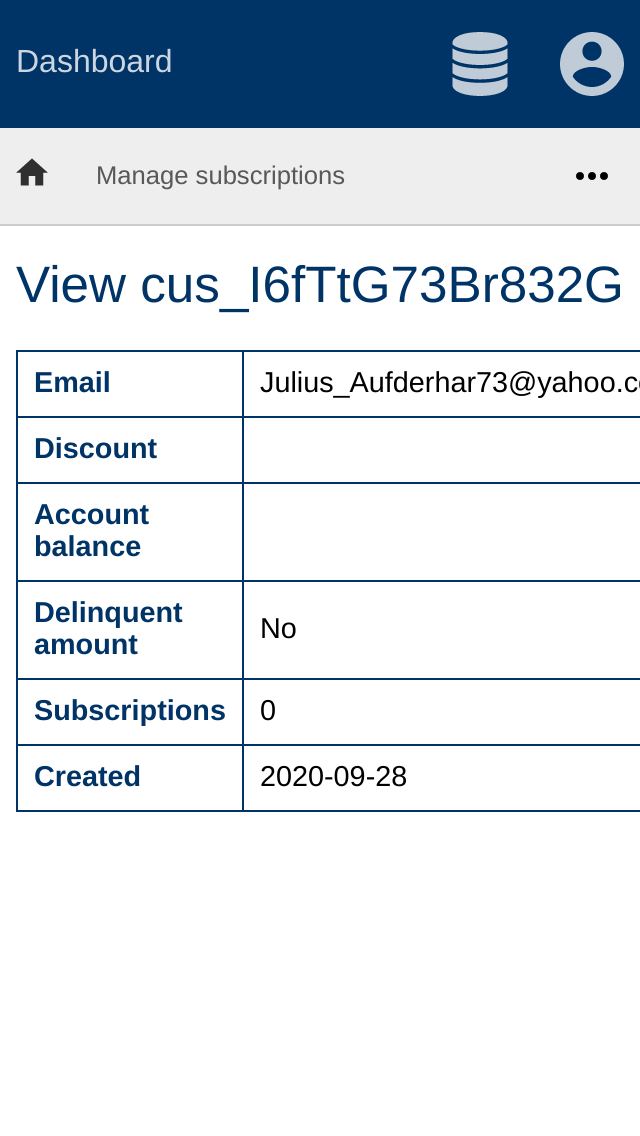 Dashboard
Manage subscriptions
View cus_I6fTtG73Br832G
Email
Julius_Aufderhar73@yahoo.c
Discount
Account
balance
Delinquent
amount
No
Subscriptions
0
Created
2020-09-28